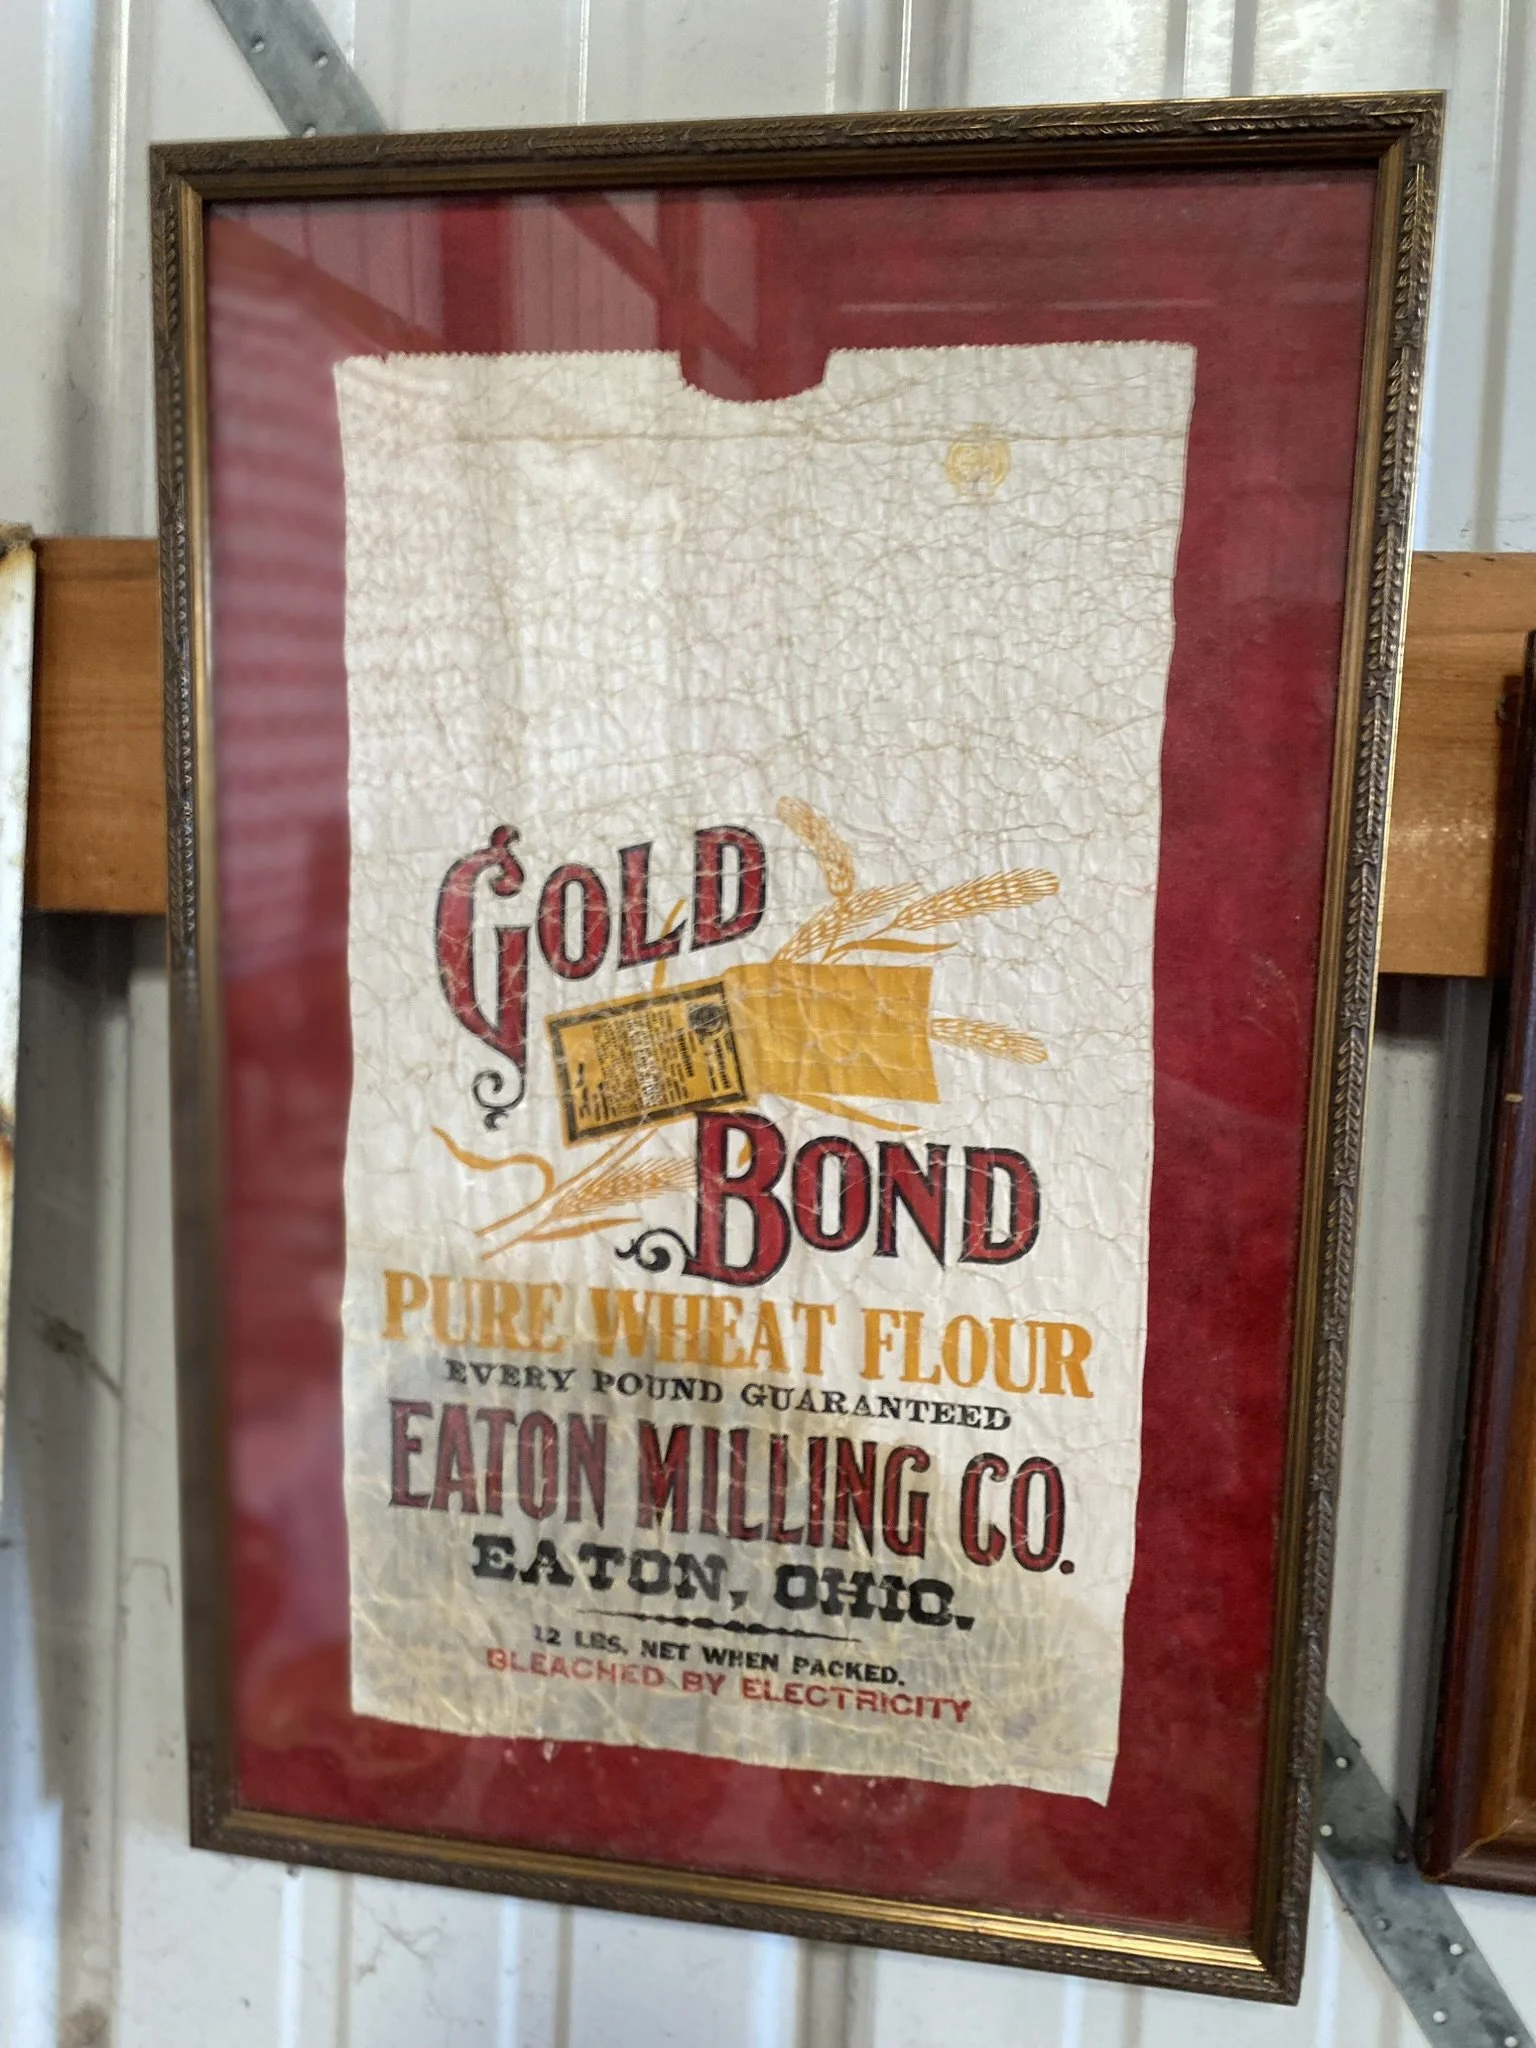 GOLD
BOND
PURE WHEAT FLOUR
EVERY POUND GUARANTEED
EATON MILLING CO.
EATON, OHIO.
12 LBS. NET WHEN PACKED.
BLEACHED BY ELECTRICITY